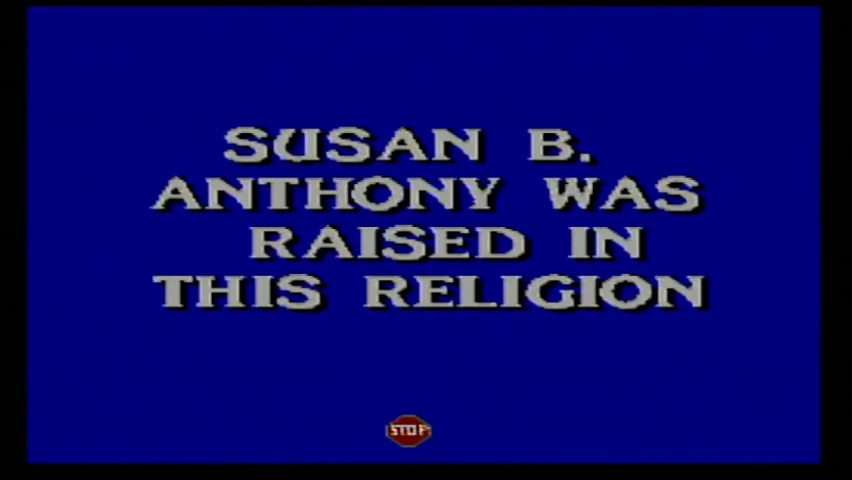 SUSAN B.
ANTHONY WAS
RAISED IN
THIS RELIGION
STOP